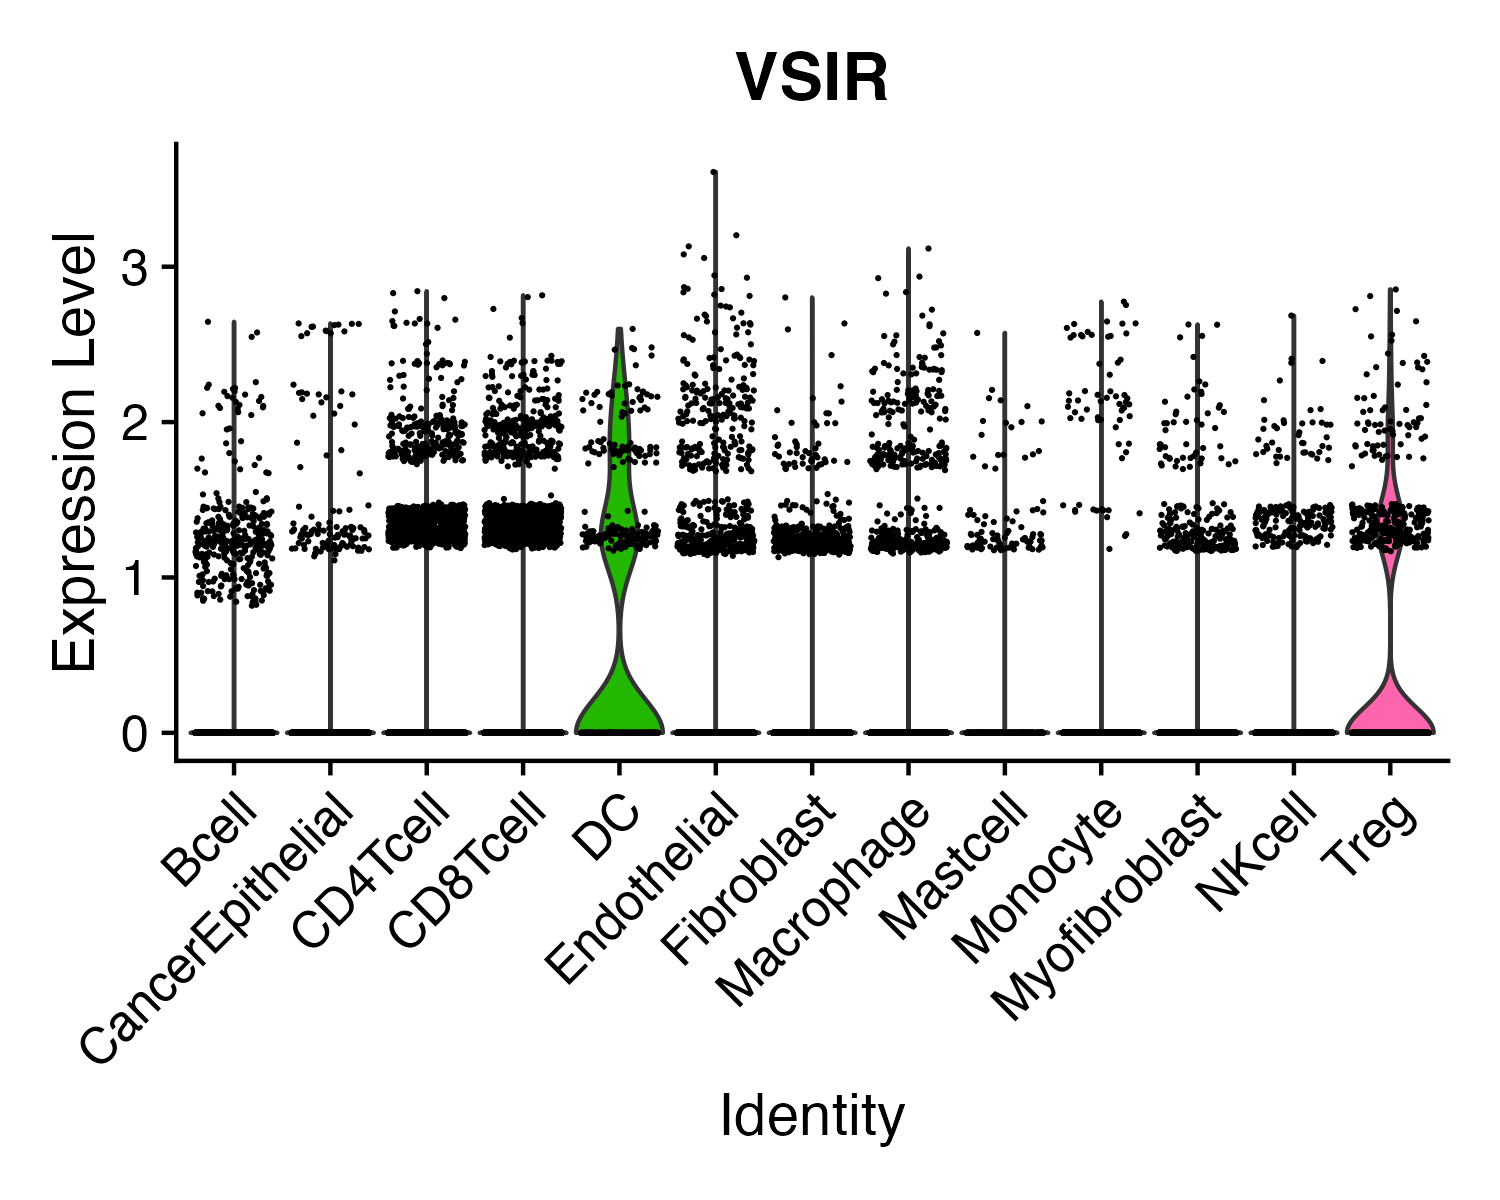 VSIR
Expression Level
3
2
1
0
Bcell
CancerEpithelial
CD4Tcell
CD8Tcell
DC
Endothelial
Fibroblast
Macrophage
Mastcell
Monocyte
Myofibroblast
NKcell
Treg
Identity